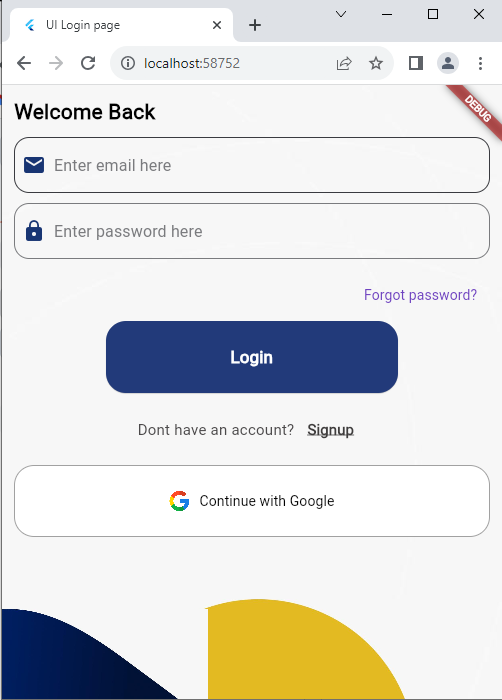 UI Login page
localhost:58752
DEBUG
Welcome Back
Enter email here
Enter password here
Forgot password?
Login
Dont have an account? Signup
Continue with Google